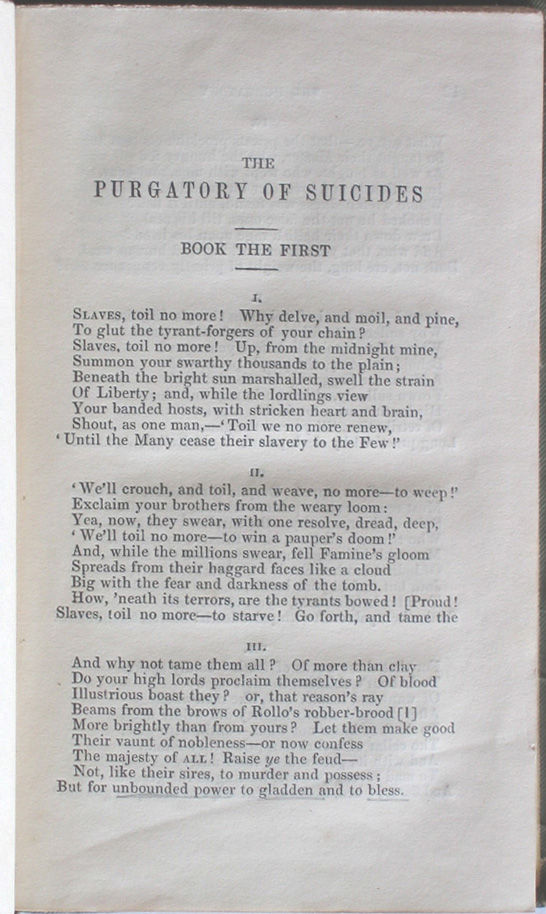 THE
PURGATORY OF SUICIDES
BOOK THE FIRST
I.
SLAVES, toil no more! Why delve, and moil, and pine,
To glut the tyrant-forgers of your chain?
Slaves, toil no more! Up, from the midnight mine,
Summon your swarthy thousands to the plain;
Beneath the bright sun marshalled, swell the strain
Of Liberty; and, while the lordlings view
Your banded hosts, with stricken heart and brain,
Shout, as one man,—‘Toil we no more renew,
‘Until the Many cease their slavery to the Few!’
II.
‘We'll crouch, and toil, and weave, no more—to weep!’
Exclaim your brothers from the weary loom:
Yea, now, they swear, with one resolve, dread, deep,
‘We'll toil no more—to win a pauper's doom!’
And, while the millions swear, fell Famine's gloom
Spreads from their haggard faces like a cloud
Big with the fear and darkness of the tomb.
How, 'neath its terrors, are the tyrants bowed! [Proud!
Slaves, toil no more—to starve! Go forth, and tame the
III.
And why not tame them all? Of more than clay
Do your high lords proclaim themselves? Of blood
Illustrious boast they? or, that reason's ray
Beams from the brows of Rollo's robber-brood [1]
More brightly than from yours? Let them make good
Their vaunt of nobleness—or now confess
The majesty of ALL! Raise ye the feud—
Not, like their sires, to murder and possess;
But for unbounded power to gladden and to bless.